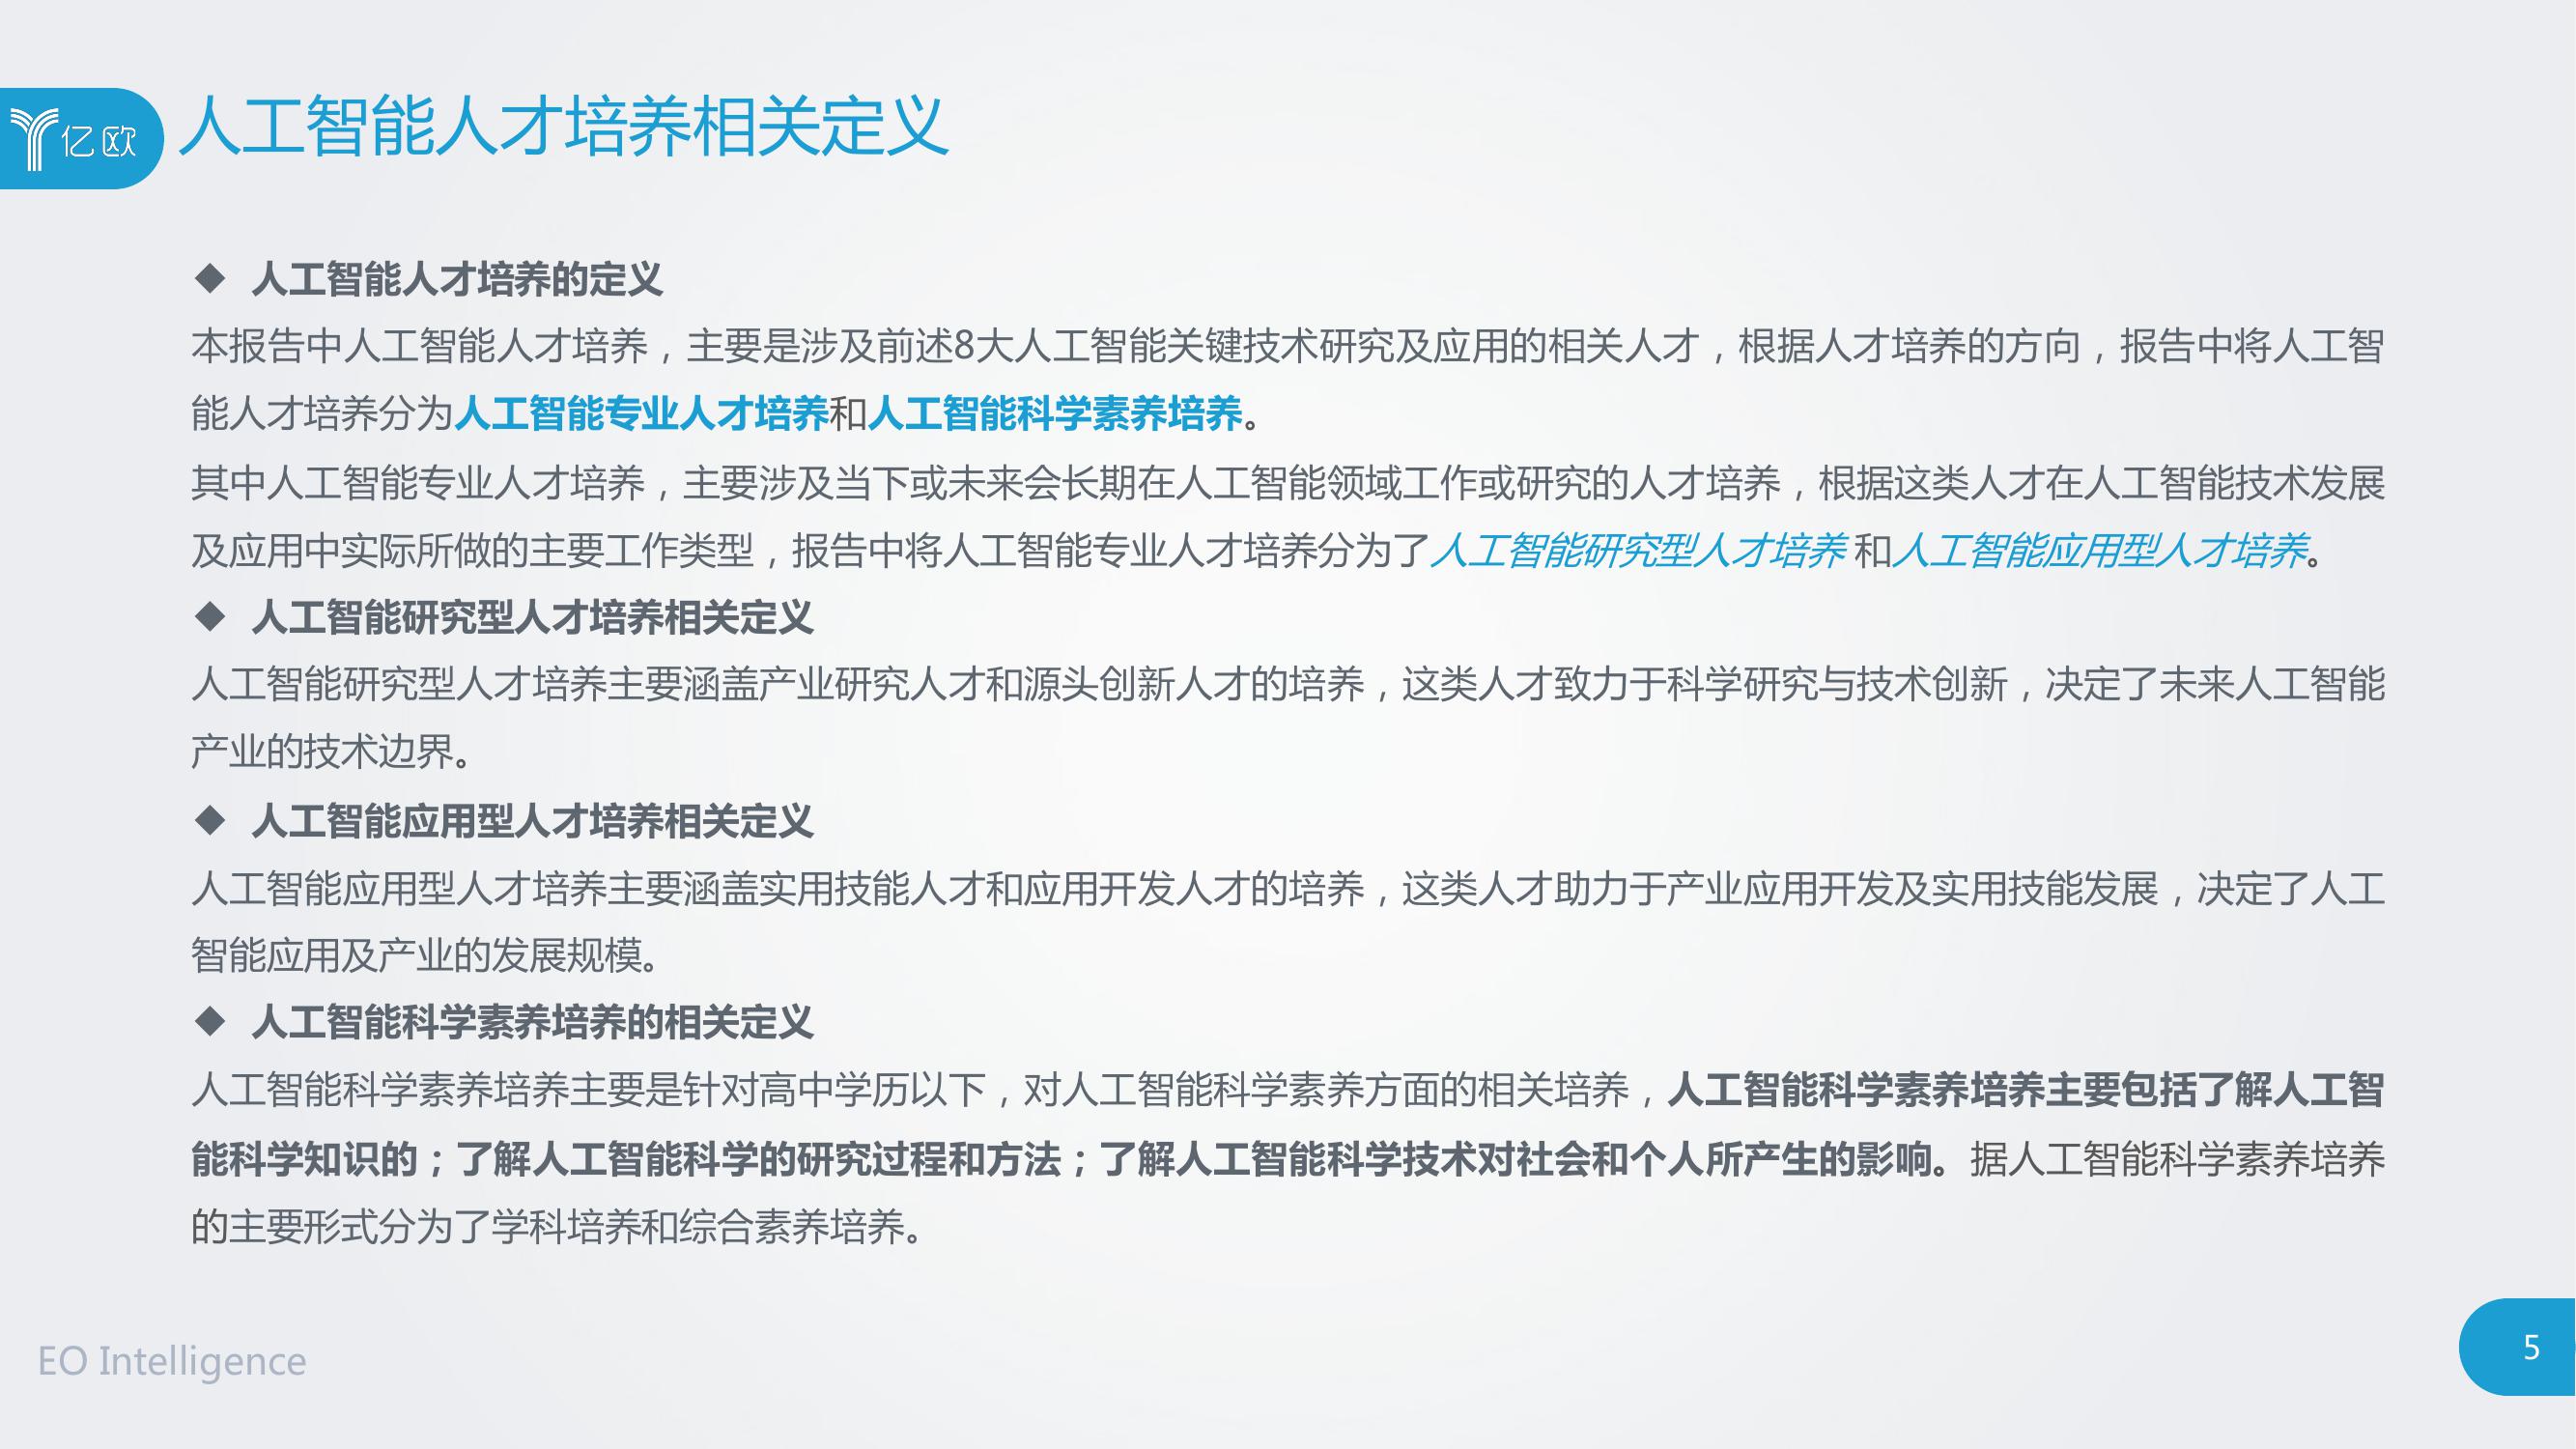 亿欧
人工智能人才培养相关定义
◆ 人工智能人才培养的定义
本报告中人工智能人才培养，主要是涉及前述8大人工智能关键技术研究及应用的相关人才，根据人才培养的方向，报告中将人工智
能人才培养分为人工智能专业人才培养和人工智能科学素养培养。
其中人工智能专业人才培养，主要涉及当下或未来会长期在人工智能领域工作或研究的人才培养，根据这类人才在人工智能技术发展
及应用中实际所做的主要工作类型，报告中将人工智能专业人才培养分为了人工智能研究型人才培养 和人工智能应用型人才培养。
◆ 人工智能研究型人才培养相关定义
人工智能研究型人才培养主要涵盖产业研究人才和源头创新人才的培养，这类人才致力于科学研究与技术创新，决定了未来人工智能
产业的技术边界。
◆ 人工智能应用型人才培养相关定义
人工智能应用型人才培养主要涵盖实用技能人才和应用开发人才的培养，这类人才助力于产业应用开发及实用技能发展，决定了人工
智能应用及产业的发展规模。
◆ 人工智能科学素养培养的相关定义
人工智能科学素养培养主要是针对高中学历以下，对人工智能科学素养方面的相关培养，人工智能科学素养培养主要包括了解人工智
能科学知识的；了解人工智能科学的研究过程和方法；了解人工智能科学技术对社会和个人所产生的影响。据人工智能科学素养培养
的主要形式分为了学科培养和综合素养培养。
EO Intelligence
5